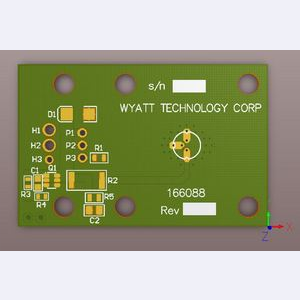 s/n
WYATT TECHNOLOGY CORP
D1
H1
P1
H2
P2
H3
P3
R1
C1
Q1
R2
R3
R4
R5
C2
166088
Rev
X
Z